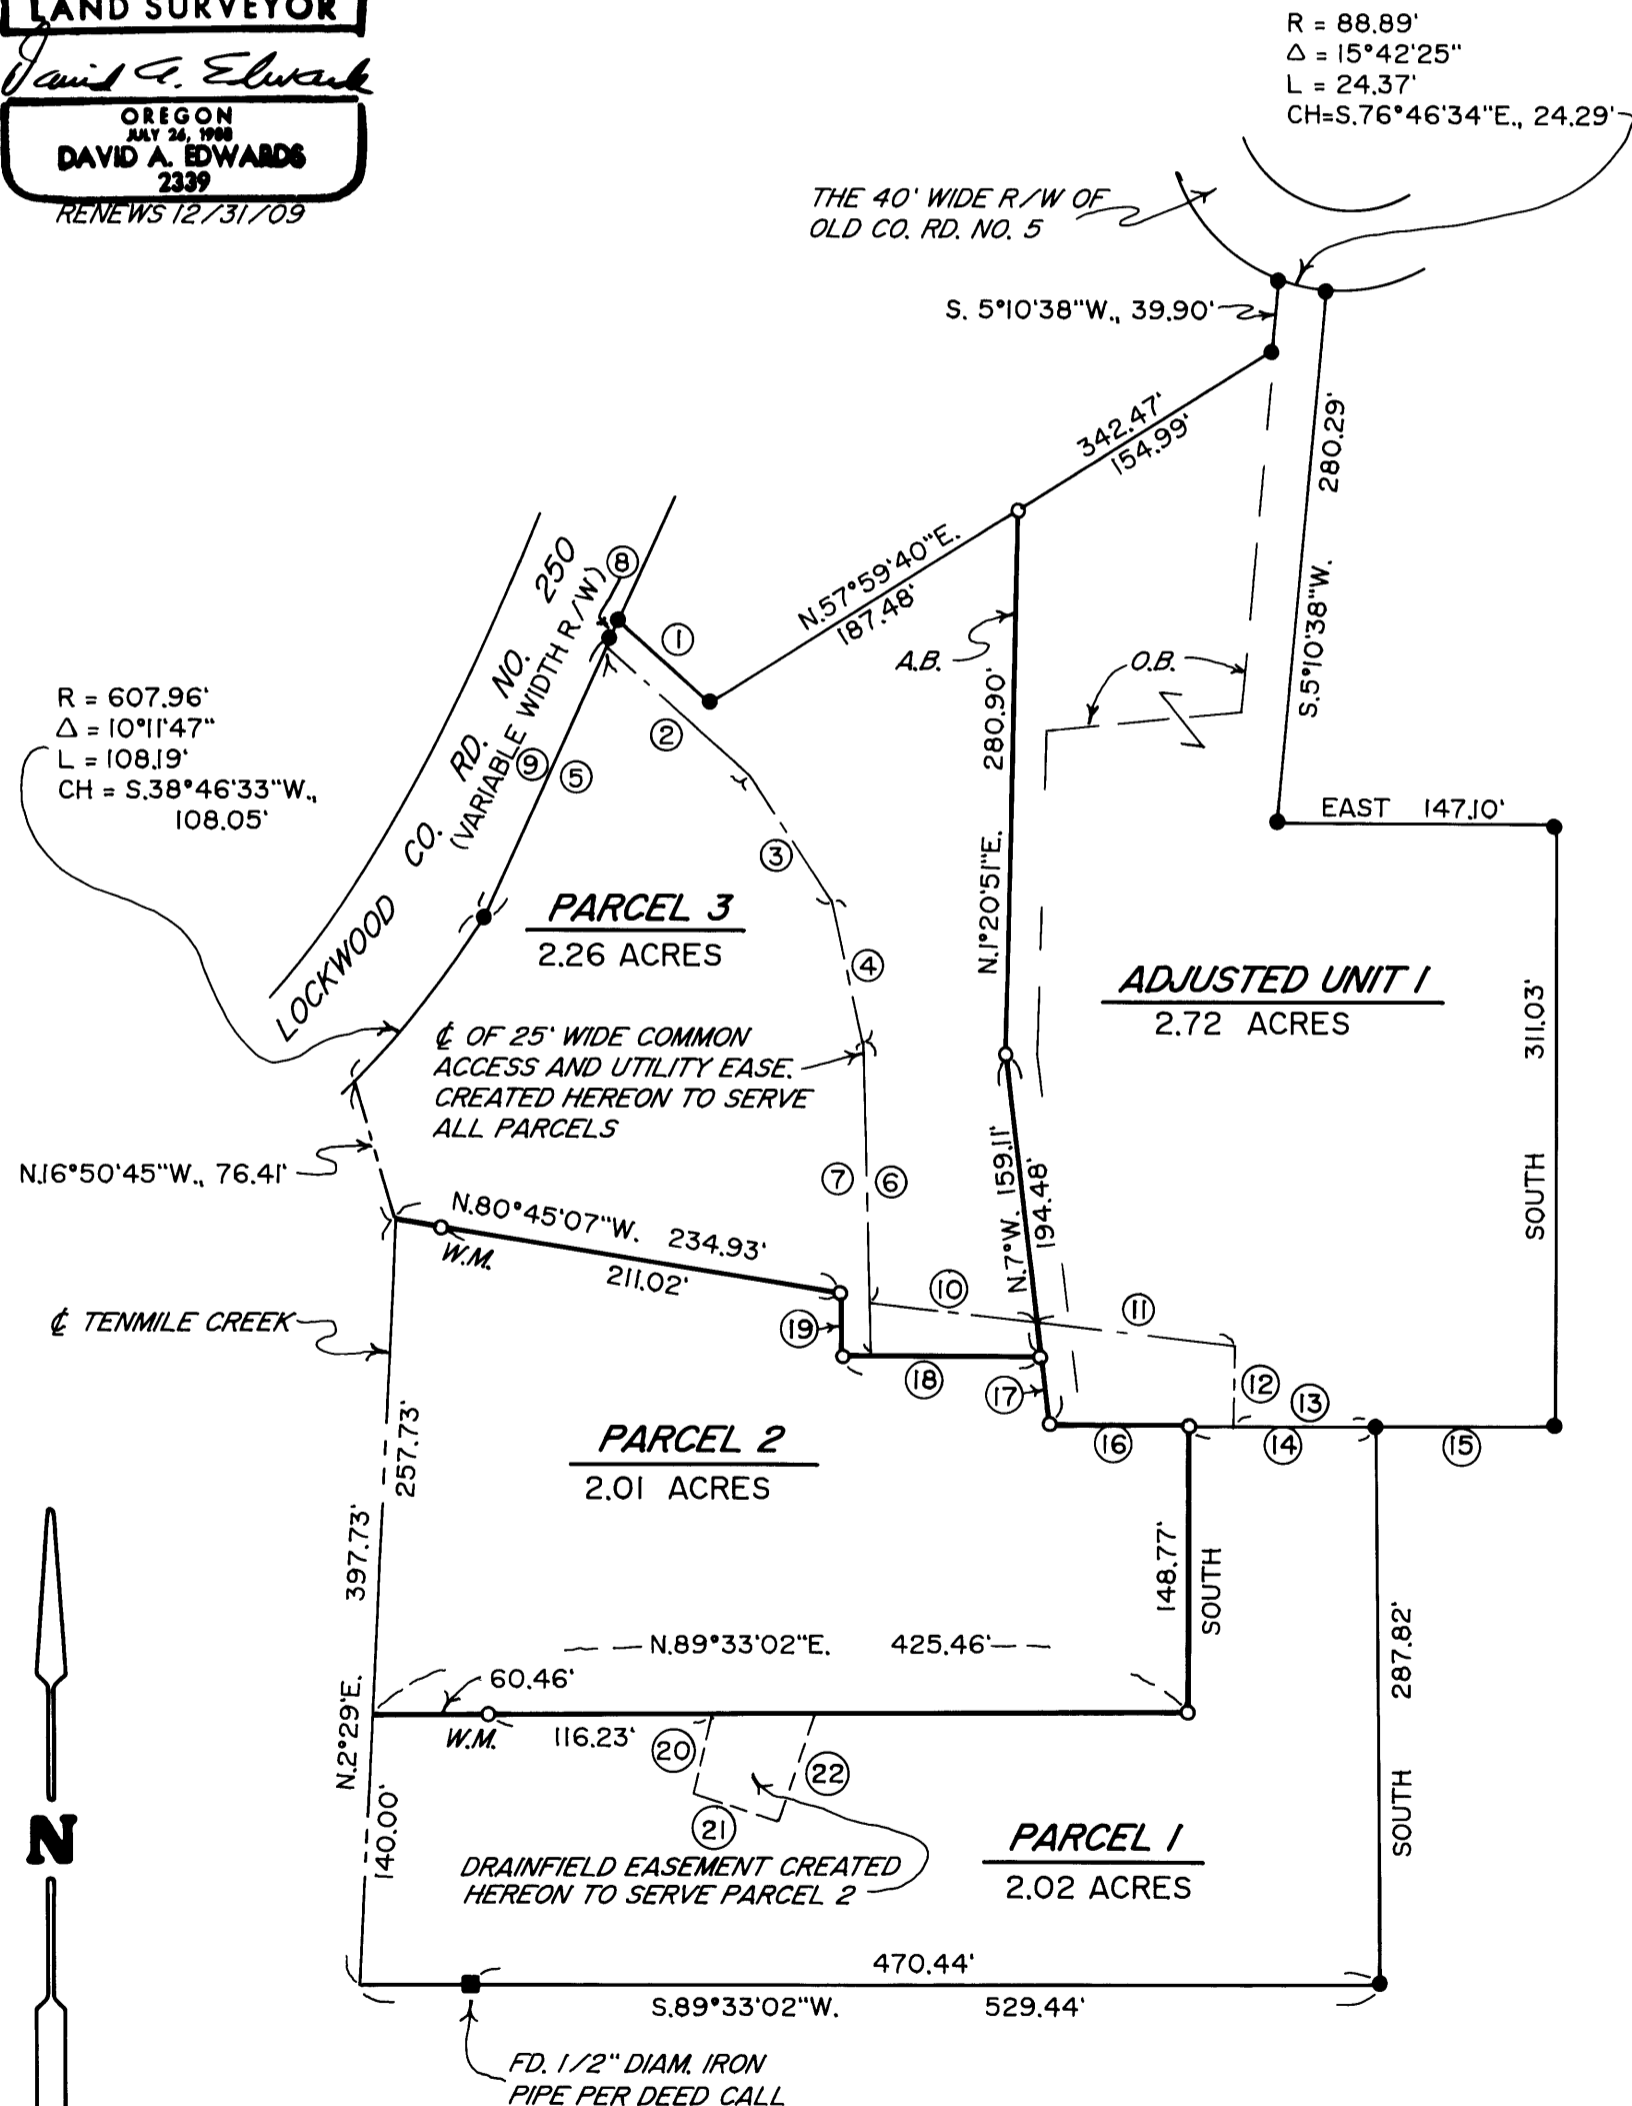 LAND SURVEYOR
David A. Edwards
OREGON
JULY 26, 1988
DAVID A. EDWARDS
2339
RENEWS 12/31/09
R = 88.89'
Δ = 15°42'25"
L = 24.37'
CH=S.76°46'34"E., 24.29'
THE 40' WIDE R/W OF
OLD CO. RD. NO. 5
S. 5°10'38"W., 39.90'
342.47'
154.99'
280.29'
S.5°10'38"W.
N.57°59'40"E.
187.48'
LOCKWOOD CO. RD. NO. 250
(VARIABLE WIDTH R/W)
8
1
2
A.B.
O.B.
280.90'
N.1°20'51"E.
R = 607.96'
Δ = 10°11'47"
L = 108.19'
CH = S.38°46'33"W.,
108.05'
9
5
3
EAST 147.10'
PARCEL 3
2.26 ACRES
4
ADJUSTED UNIT 1
2.72 ACRES
311.03'
SOUTH
℄ OF 25' WIDE COMMON
ACCESS AND UTILITY EASE.
CREATED HEREON TO SERVE
ALL PARCELS
N.16°50'45"W., 76.41'
7
6
N.7°W. 159.11'
194.48'
N.80°45'07"W. 234.93'
W.M.
211.02'
10
11
℄ TENMILE CREEK
19
18
17
12
13
16
14
15
257.73'
397.73'
PARCEL 2
2.01 ACRES
148.77'
SOUTH
N.89°33'02"E. 425.46'
60.46'
W.M.
116.23'
20
22
21
N.2°29'E.
140.00'
287.82'
SOUTH
N
DRAINFIELD EASEMENT CREATED
HEREON TO SERVE PARCEL 2
PARCEL 1
2.02 ACRES
470.44'
S.89°33'02"W. 529.44'
FD. 1/2" DIAM. IRON
PIPE PER DEED CALL